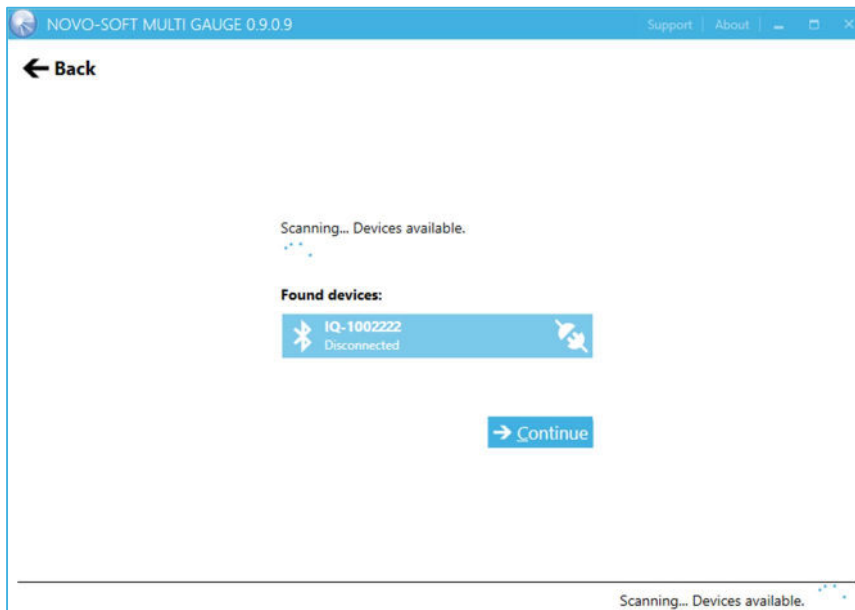 NOVO-SOFT MULTI GAUGE 0.9.0.9
Support
About
Back
Scanning... Devices available.
Found devices:
IQ-1002222
Disconnected
Continue
Scanning... Devices available.